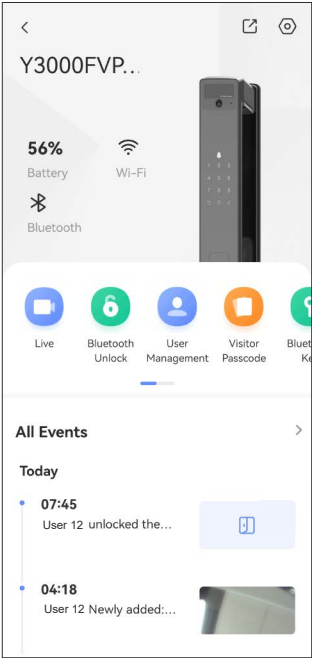 Y3000FVP...
56%
Battery
Wi-Fi
Bluetooth
Live
Bluetooth
Unlock
User
Management
Visitor
Passcode
Bluet
Ke
All Events
Today
07:45
User 12 unlocked the...
04:18
User 12 Newly added:...